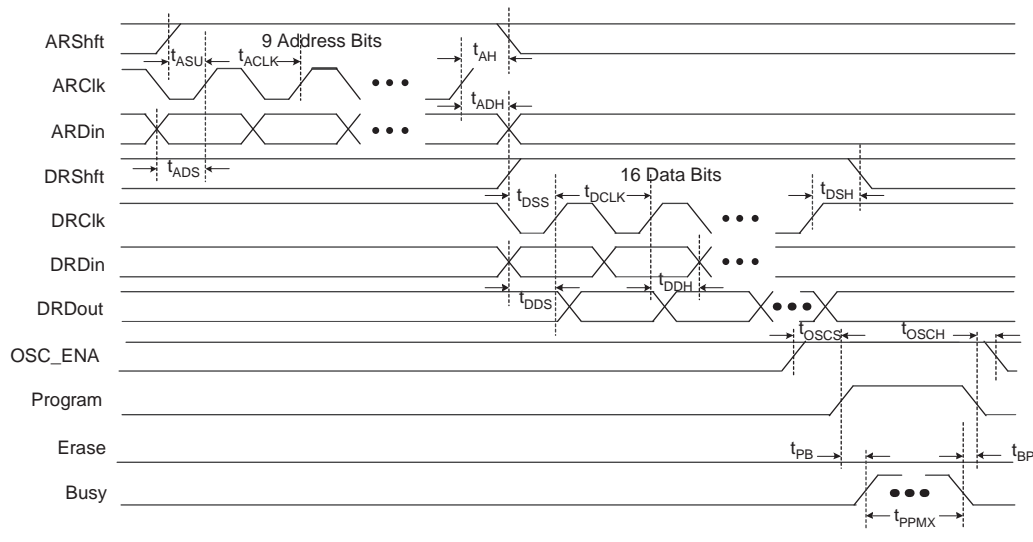 ARShft
9 Address Bits
tASU
tACLK
tAH
ARClk
tADH
ARDin
tADS
DRShft
16 Data Bits
tDSS
tDCLK
tDSH
DRClk
DRDin
tDDS
tDDH
DRDout
tOSCS
tOSCH
OSC_ENA
Program
Erase
tPB
tBP
Busy
tPPMX